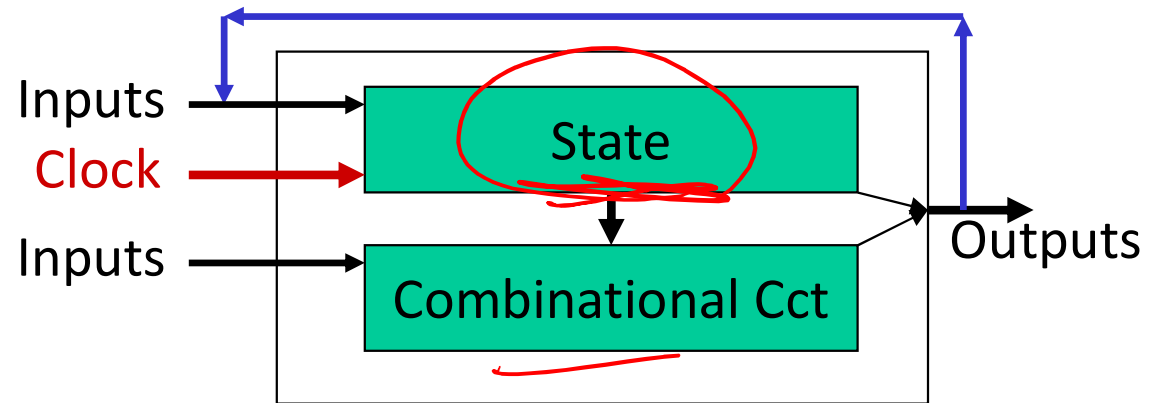 Inputs
State
Clock
Outputs
Inputs
Combinational Cct